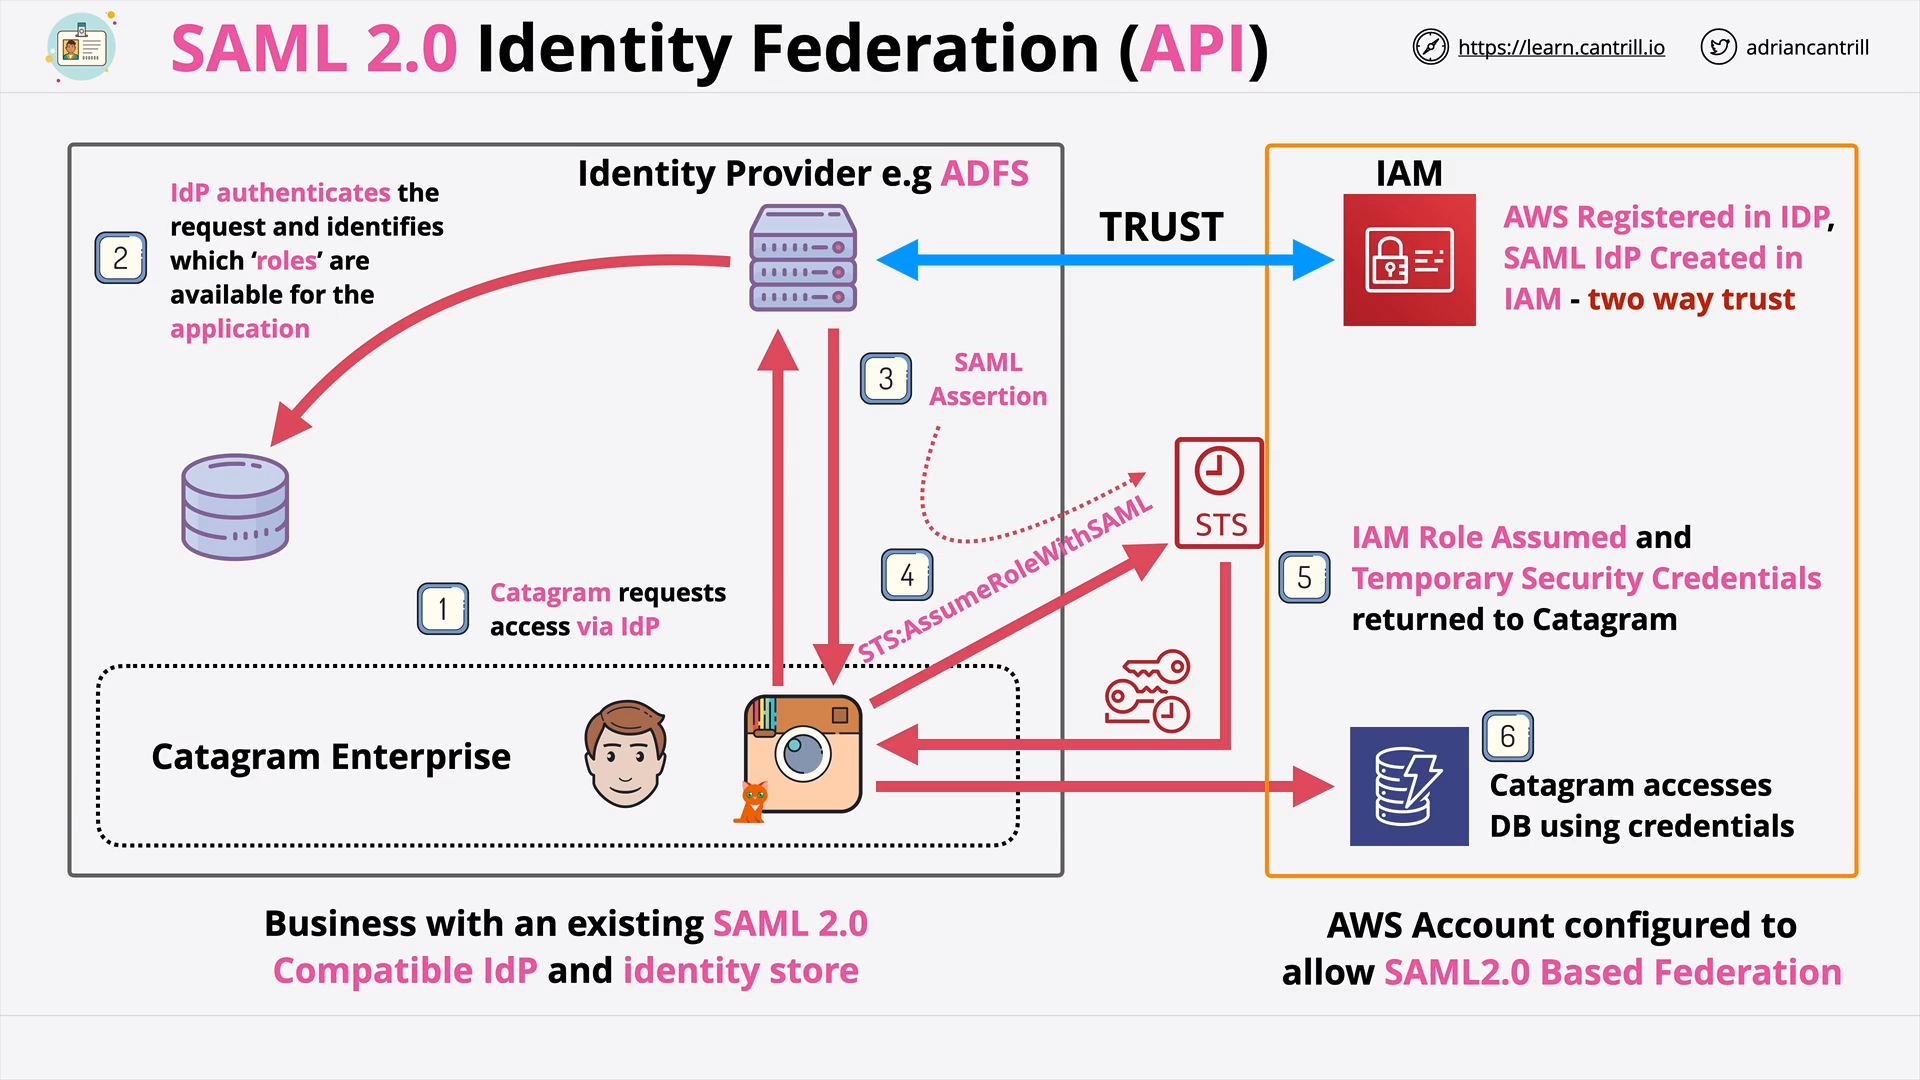 SAML 2.0 Identity Federation (API)
https://learn.cantrill.io
adriancantrill
Identity Provider e.g ADFS
2
IdP authenticates the
request and identifies
which ‘roles’ are
available for the
application
TRUST
IAM
AWS Registered in IDP,
SAML IdP Created in
IAM - two way trust
3
SAML
Assertion
STS
4
STS:AssumeRoleWithSAML
5
IAM Role Assumed and
Temporary Security Credentials
returned to Catagram
1
Catagram requests
access via IdP
Catagram Enterprise
6
Catagram accesses
DB using credentials
Business with an existing SAML 2.0
Compatible IdP and identity store
AWS Account configured to
allow SAML2.0 Based Federation